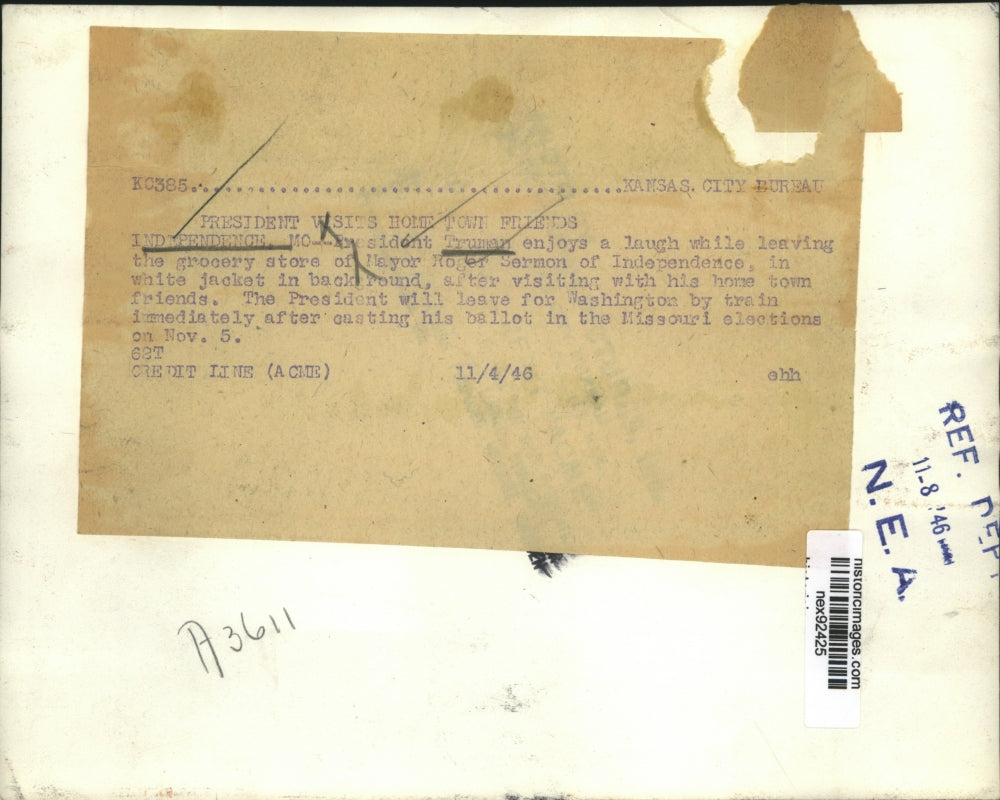 KC385.......................................................KANSAS CITY BUREAU
PRESIDENT VISITS HOME TOWN FRIENDS
INDEPENDENCE, MO--President Truman enjoys a laugh while leaving
the grocery store of Mayor Roger Sermon of Independence, in
white jacket in background, after visiting with his home town
friends. The President will leave for Washington by train
immediately after casting his ballot in the Missouri elections
on Nov. 5.
68T
CREDIT LINE (ACME) 11/4/46 ehh
REF. DEPT
11-8 '46
N. E. A.
historicimages.com
nex92425
A3611